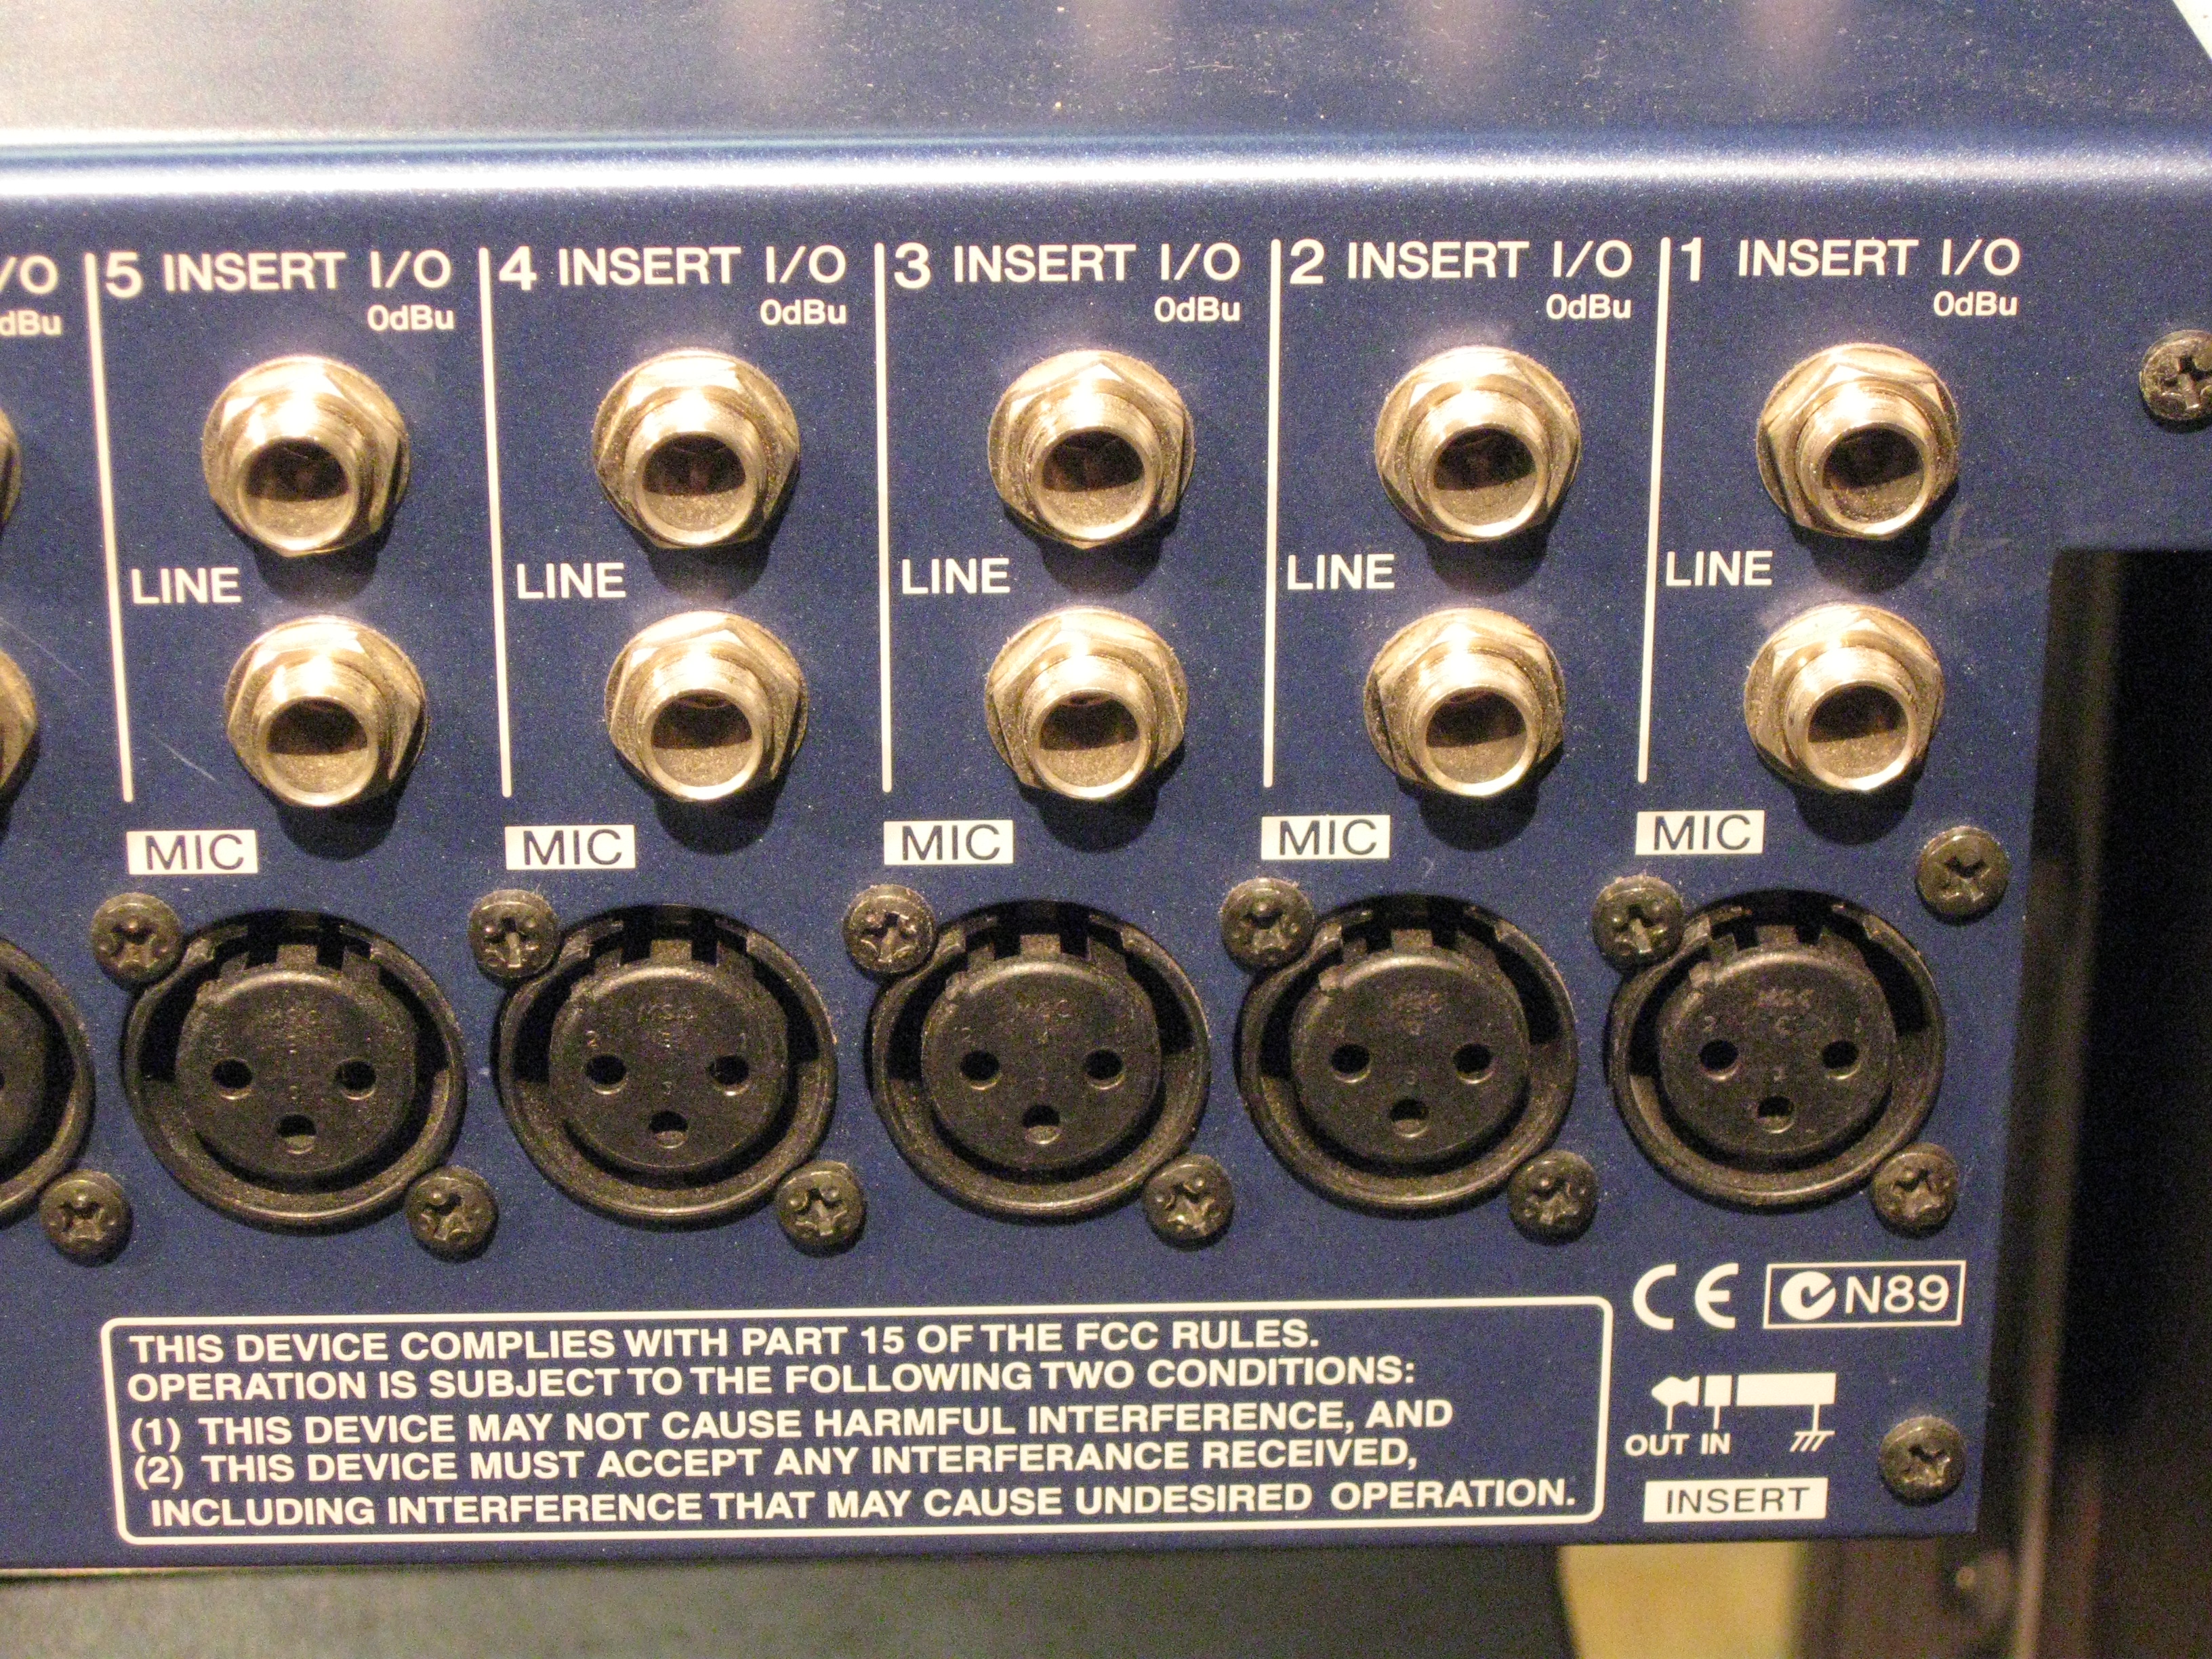 /O 5 INSERT I/O 4 INSERT I/O 3 INSERT I/O 2 INSERT I/O 1 INSERT I/O
dBu 0dBu 0dBu 0dBu 0dBu 0dBu
LINE LINE LINE LINE LINE
MIC MIC MIC MIC MIC
CE N89
THIS DEVICE COMPLIES WITH PART 15 OF THE FCC RULES.
OPERATION IS SUBJECT TO THE FOLLOWING TWO CONDITIONS:
(1) THIS DEVICE MAY NOT CAUSE HARMFUL INTERFERENCE, AND
(2) THIS DEVICE MUST ACCEPT ANY INTERFERANCE RECEIVED,
INCLUDING INTERFERENCE THAT MAY CAUSE UNDESIRED OPERATION.
OUT IN
INSERT